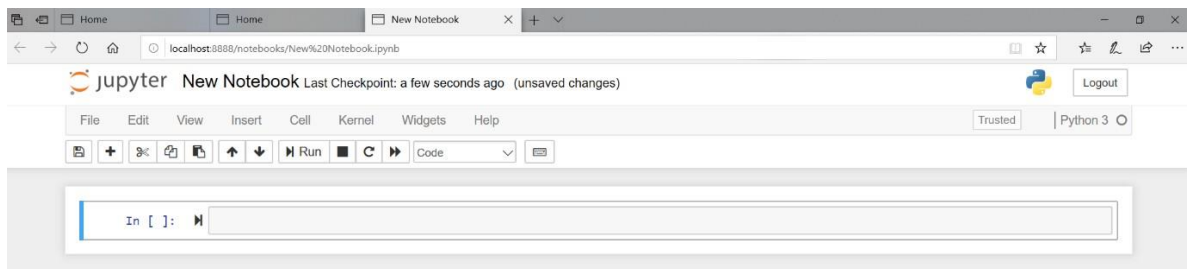 Home Home New Notebook
localhost:8888/notebooks/New%20Notebook.ipynb
jupyter New Notebook Last Checkpoint: a few seconds ago (unsaved changes) Logout
File Edit View Insert Cell Kernel Widgets Help Trusted Python 3
Run Code
In [ ]: